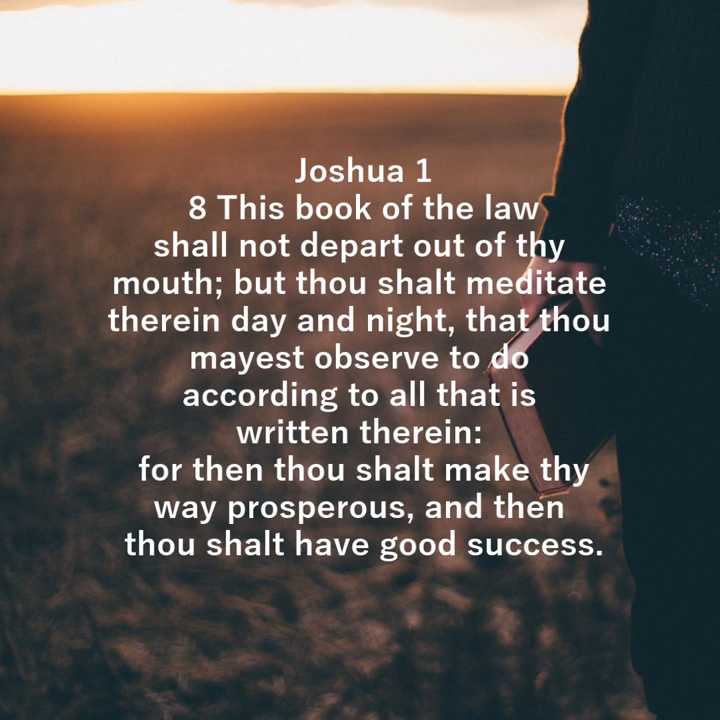 Joshua 1
8 This book of the law
shall not depart out of thy
mouth; but thou shalt meditate
therein day and night, that thou
mayest observe to do
according to all that is
written therein:
for then thou shalt make thy
way prosperous, and then
thou shalt have good success.